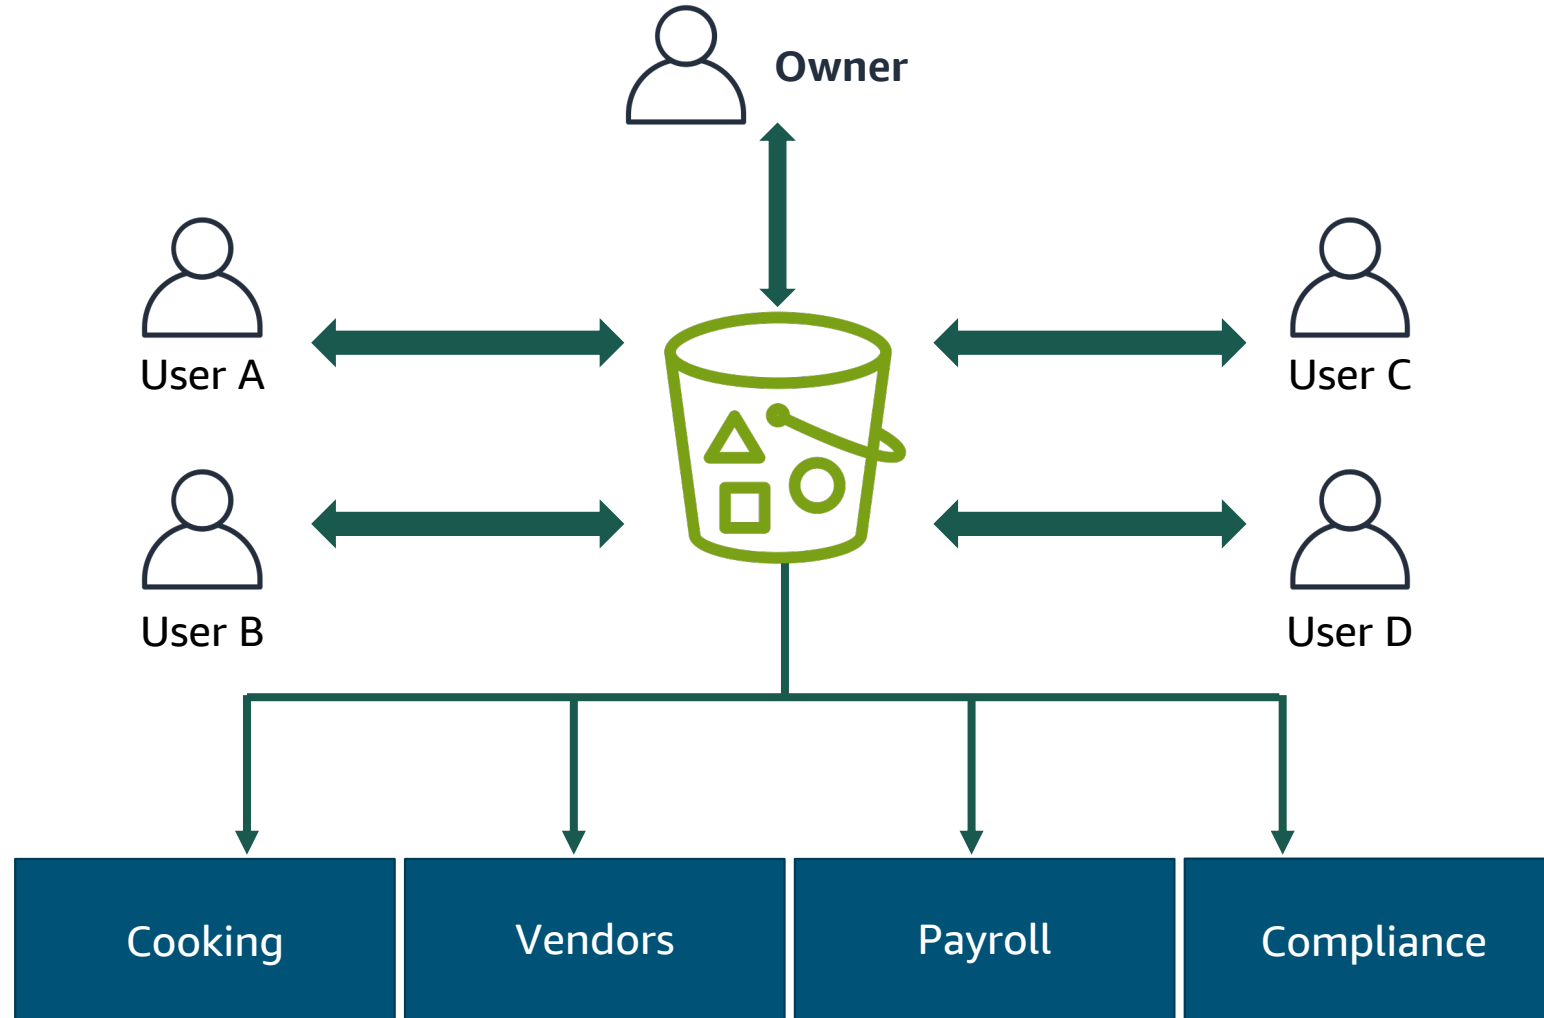 Owner
User A
User C
User B
User D
Cooking
Vendors
Payroll
Compliance